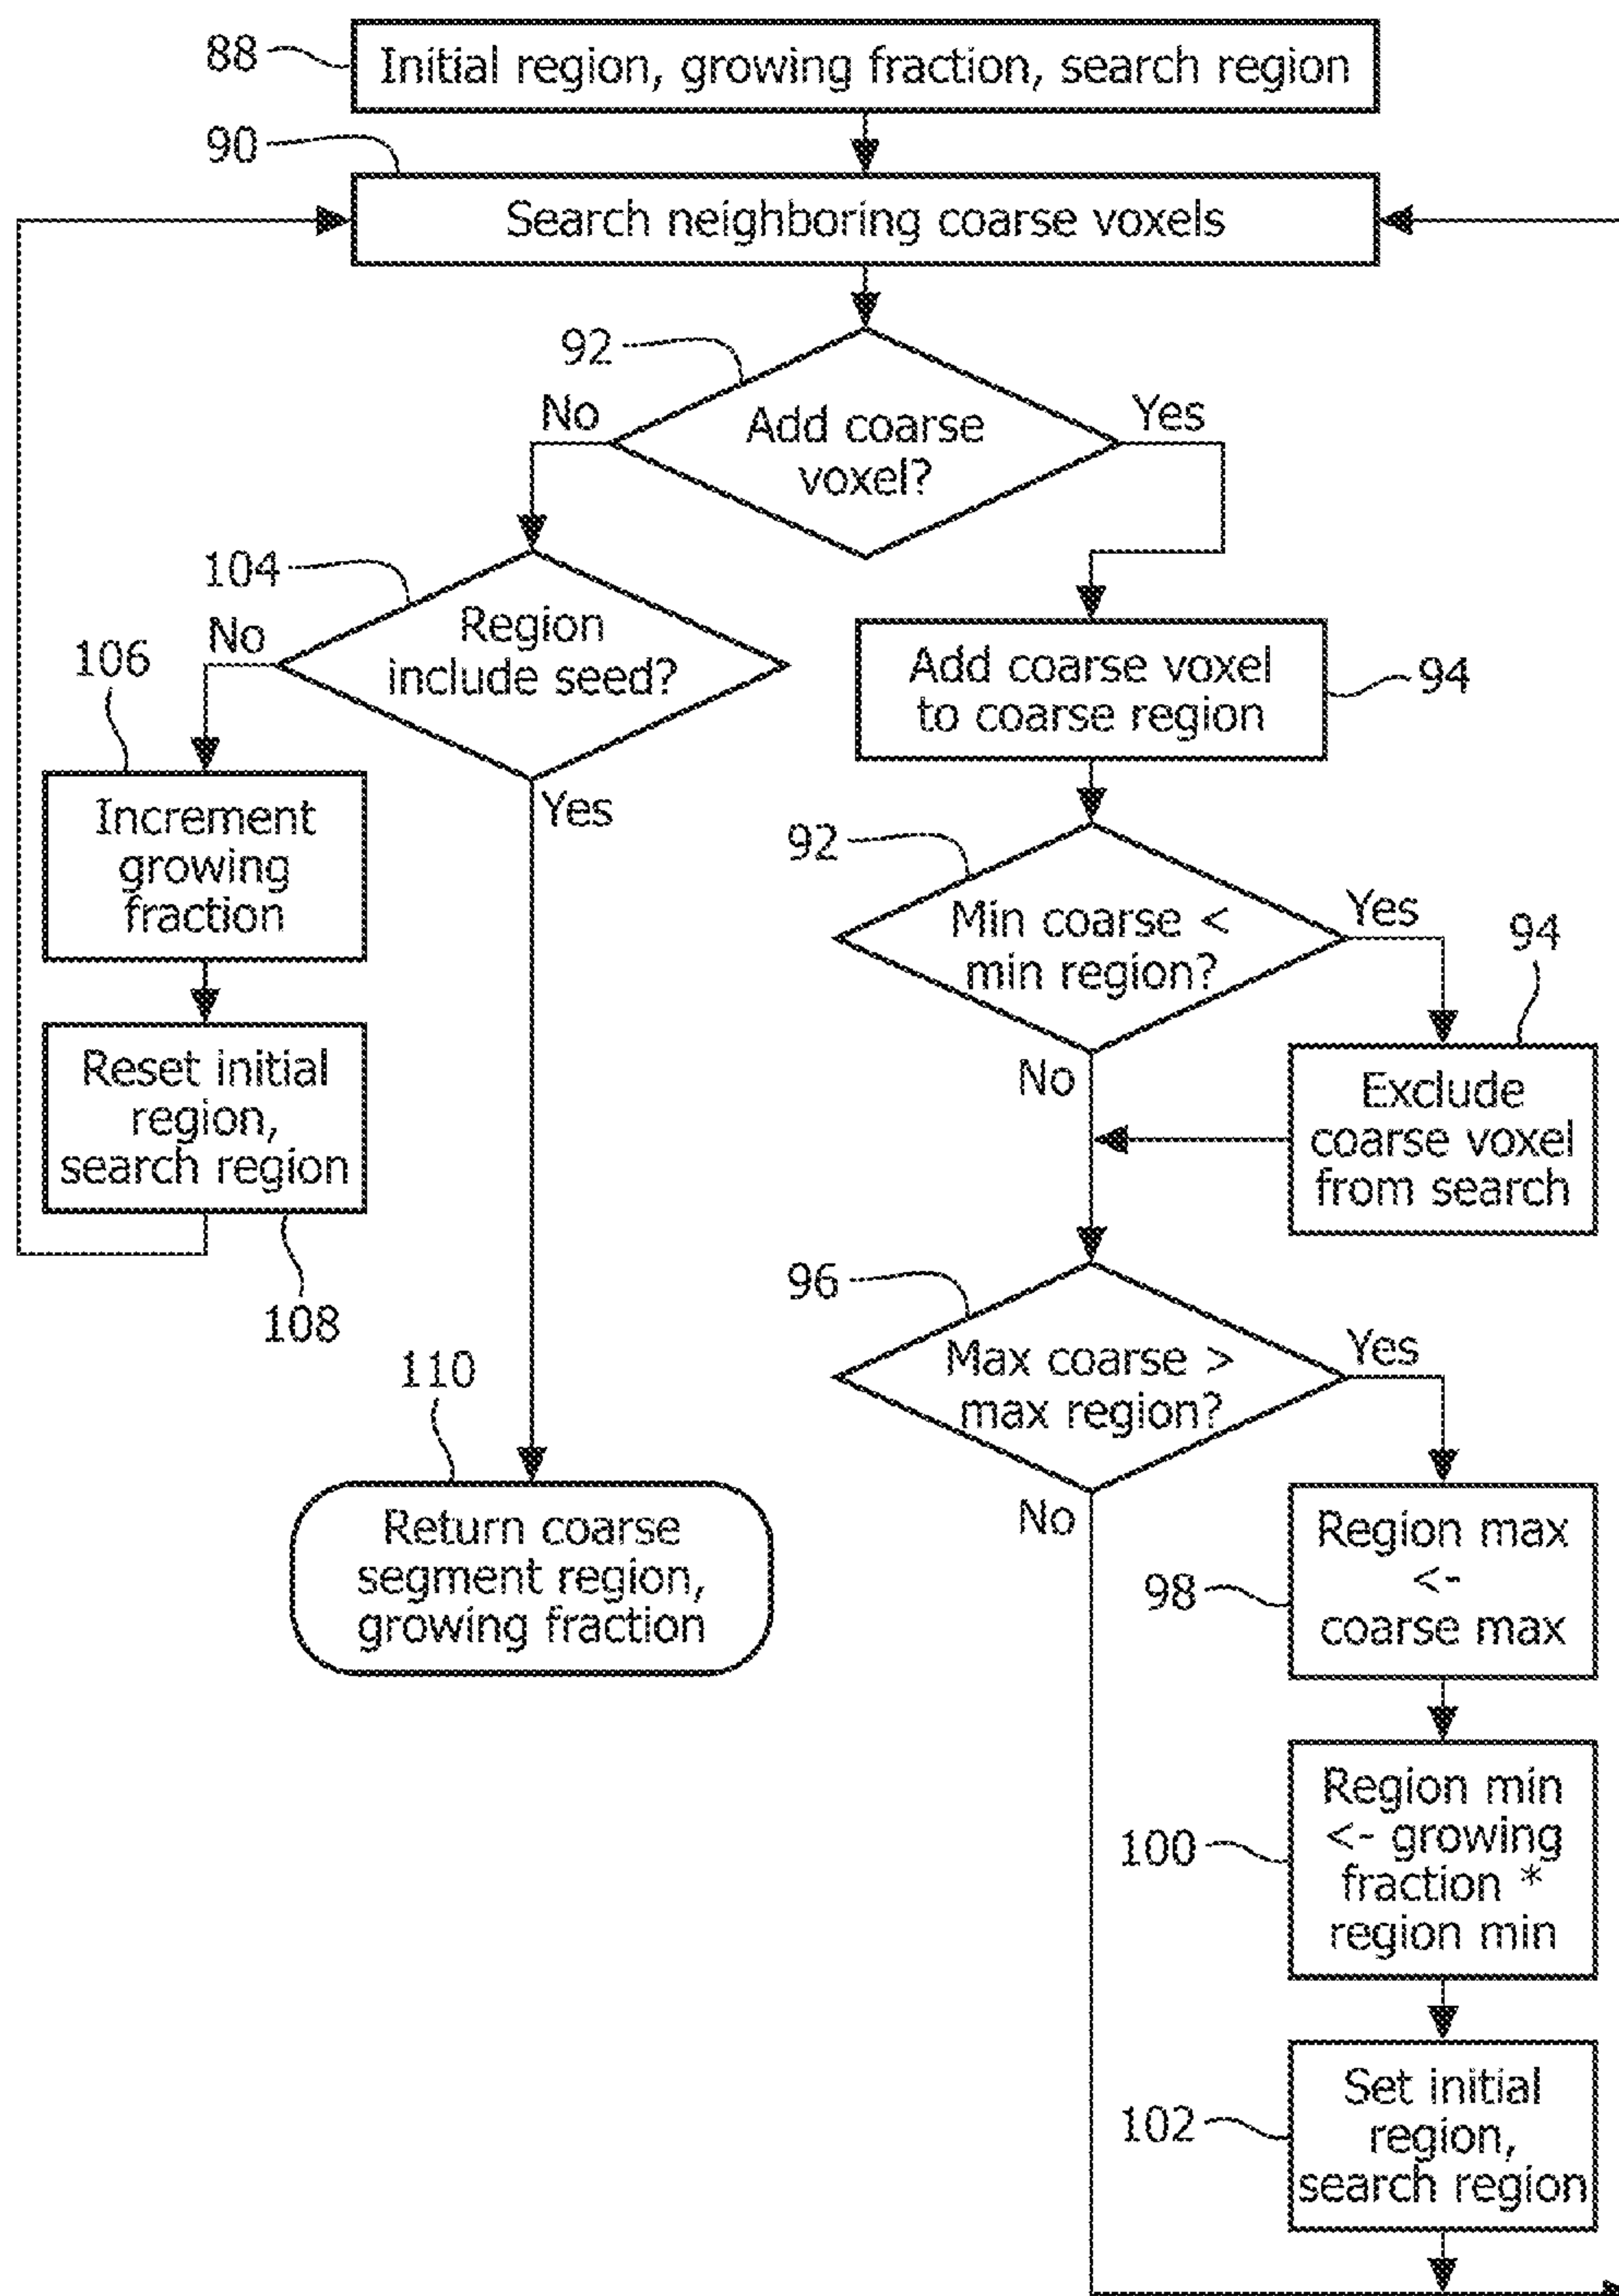 88
Initial region, growing fraction, search region
90
Search neighboring coarse voxels
92
No
Yes
Add coarse
voxel?
104
No
Region
include seed?
Yes
106
Increment
growing
fraction
Reset initial
region,
search region
108
110
Return coarse
segment region,
growing fraction
Add coarse voxel
to coarse region
94
92
Min coarse <
min region?
Yes
No
94
Exclude
coarse voxel
from search
96
Max coarse >
max region?
Yes
No
98
Region max
<-
coarse max
100
Region min
<- growing
fraction *
region min
102
Set initial
region,
search region